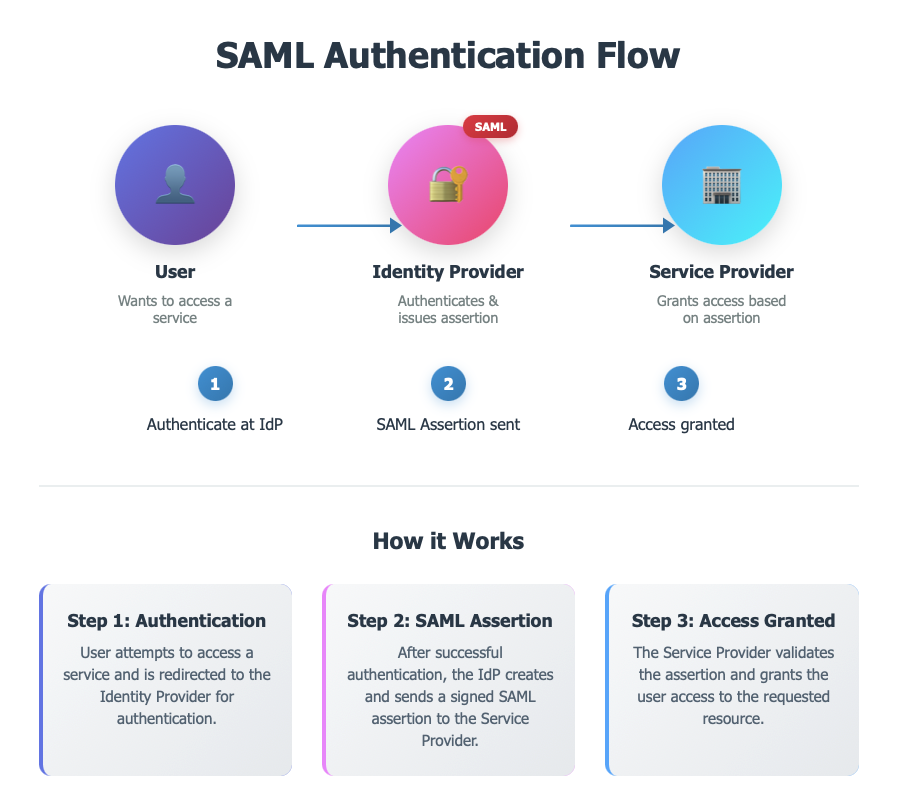 SAML Authentication Flow
SAML
User
Identity Provider
Service Provider
Wants to access a
service
Authenticates &
issues assertion
Grants access based
on assertion
1
2
3
Authenticate at IdP
SAML Assertion sent
Access granted
How it Works
Step 1: Authentication
User attempts to access a
service and is redirected to the
Identity Provider for
authentication.
Step 2: SAML Assertion
After successful
authentication, the IdP creates
and sends a signed SAML
assertion to the Service
Provider.
Step 3: Access Granted
The Service Provider validates
the assertion and grants the
user access to the requested
resource.